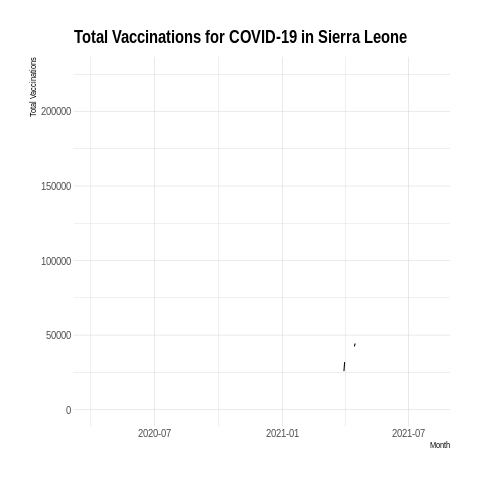 Total Vaccinations for COVID-19 in Sierra Leone
Total Vaccinations
200000
150000
100000
50000
0
2020-07 2021-01 2021-07
Month